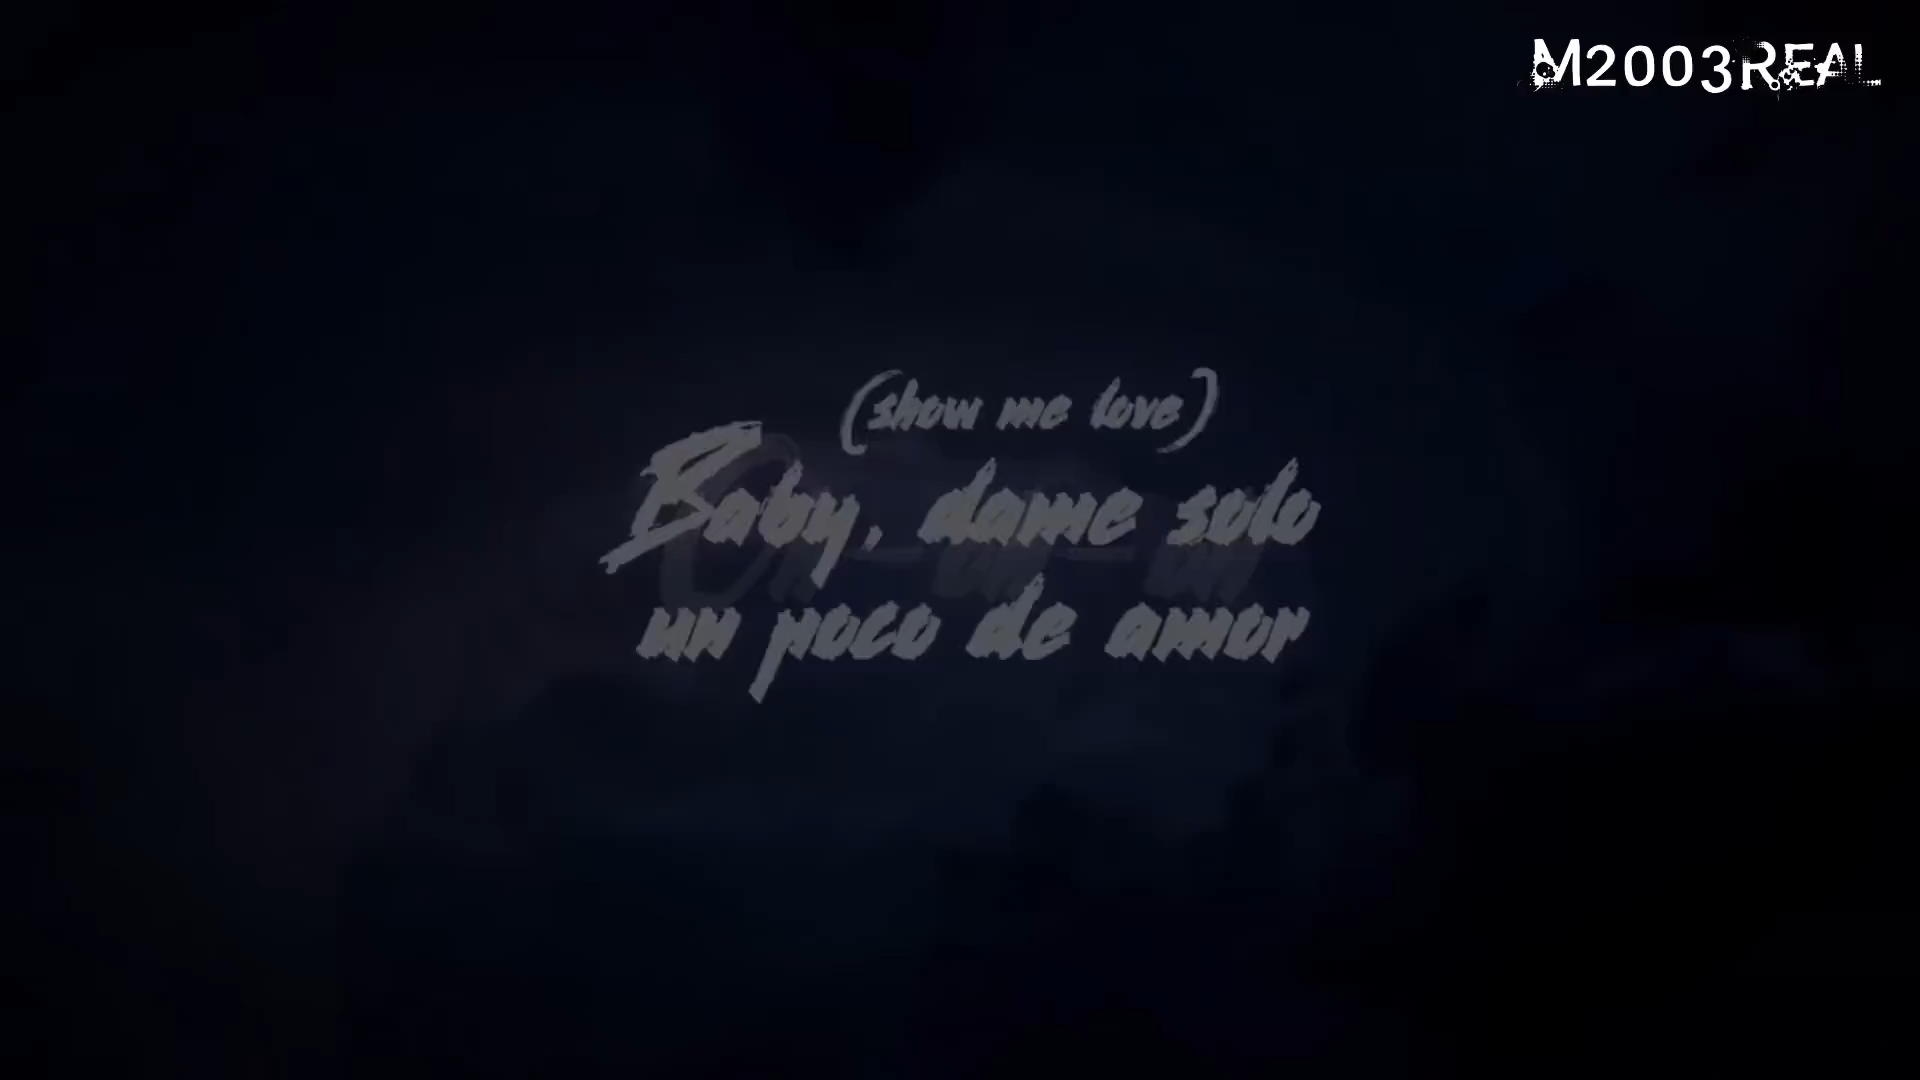 M2003REAL
(show me love)
Baby, dame solo
un poco de amor